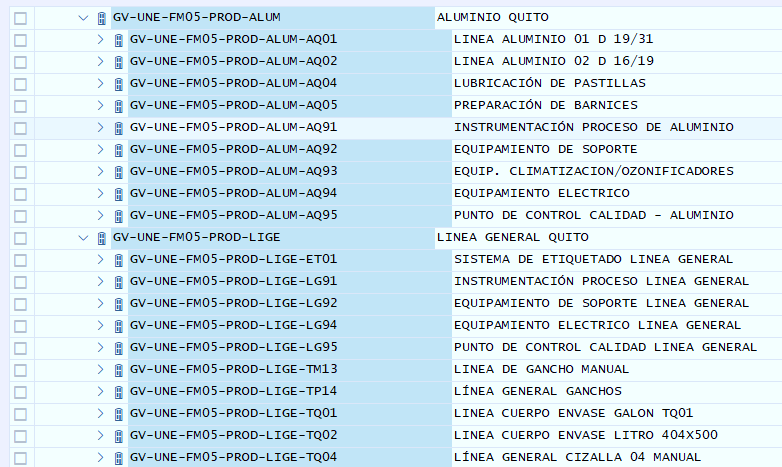 GV-UNE-FM05-PROD-ALUM ALUMINIO QUITO
GV-UNE-FM05-PROD-ALUM-AQ01 LINEA ALUMINIO 01 D 19/31
GV-UNE-FM05-PROD-ALUM-AQ02 LINEA ALUMINIO 02 D 16/19
GV-UNE-FM05-PROD-ALUM-AQ04 LUBRICACIÓN DE PASTILLAS
GV-UNE-FM05-PROD-ALUM-AQ05 PREPARACIÓN DE BARNICES
GV-UNE-FM05-PROD-ALUM-AQ91 INSTRUMENTACIÓN PROCESO DE ALUMINIO
GV-UNE-FM05-PROD-ALUM-AQ92 EQUIPAMIENTO DE SOPORTE
GV-UNE-FM05-PROD-ALUM-AQ93 EQUIP. CLIMATIZACION/OZONIFICADORES
GV-UNE-FM05-PROD-ALUM-AQ94 EQUIPAMIENTO ELECTRICO
GV-UNE-FM05-PROD-ALUM-AQ95 PUNTO DE CONTROL CALIDAD - ALUMINIO
GV-UNE-FM05-PROD-LIGE LINEA GENERAL QUITO
GV-UNE-FM05-PROD-LIGE-ET01 SISTEMA DE ETIQUETADO LINEA GENERAL
GV-UNE-FM05-PROD-LIGE-LG91 INSTRUMENTACIÓN PROCESO LINEA GENERAL
GV-UNE-FM05-PROD-LIGE-LG92 EQUIPAMIENTO DE SOPORTE LINEA GENERAL
GV-UNE-FM05-PROD-LIGE-LG94 EQUIPAMIENTO ELECTRICO LINEA GENERAL
GV-UNE-FM05-PROD-LIGE-LG95 PUNTO DE CONTROL CALIDAD LINEA GENERAL
GV-UNE-FM05-PROD-LIGE-TM13 LINEA DE GANCHO MANUAL
GV-UNE-FM05-PROD-LIGE-TP14 LÍNEA GENERAL GANCHOS
GV-UNE-FM05-PROD-LIGE-TQ01 LINEA CUERPO ENVASE GALON TQ01
GV-UNE-FM05-PROD-LIGE-TQ02 LINEA CUERPO ENVASE LITRO 404X500
GV-UNE-FM05-PROD-LIGE-TQ04 LÍNEA GENERAL CIZALLA 04 MANUAL